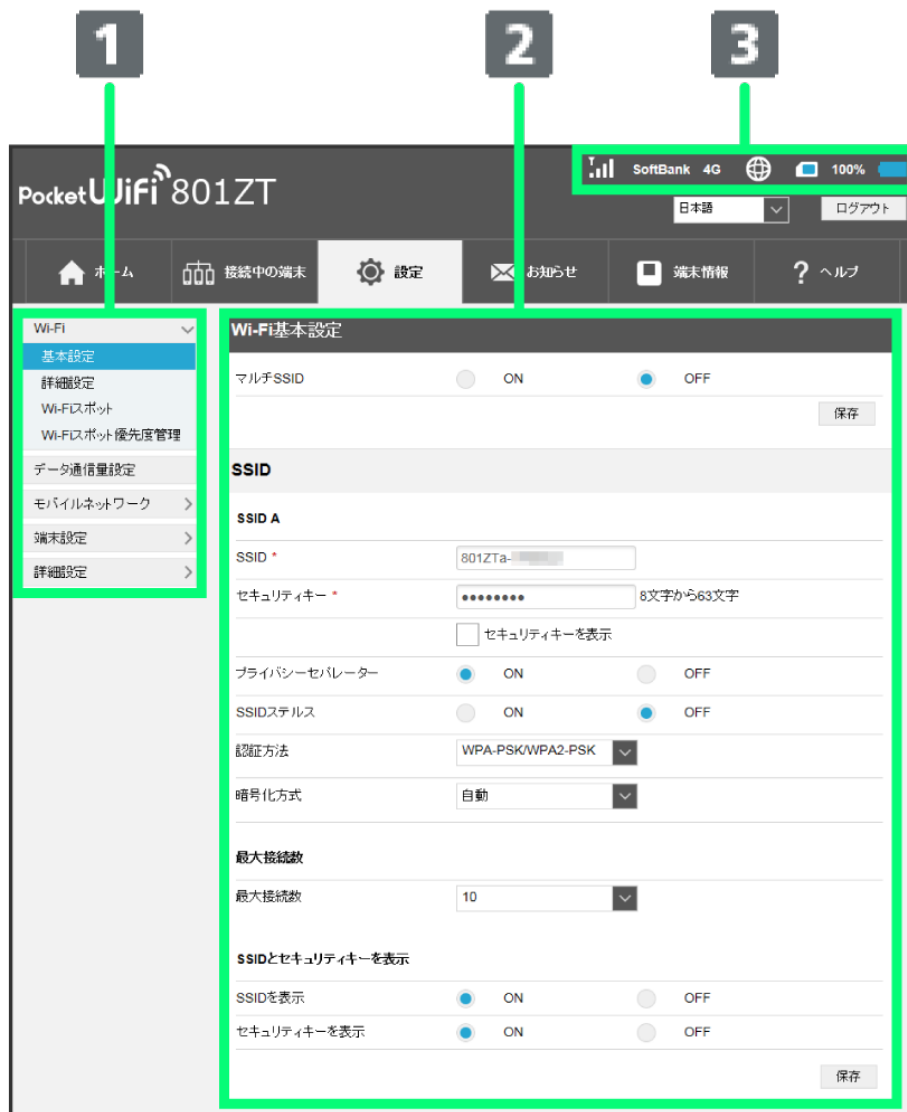 1 2 3
SoftBank 4G 100%
Pocket WiFi 801ZT
日本語 ログアウト
ホーム 接続中の端末 設定 お知らせ 端末情報 ? ヘルプ
Wi-Fi
基本設定
詳細設定
Wi-Fiスポット
Wi-Fiスポット優先度管理
データ通信量設定
モバイルネットワーク
端末設定
詳細設定
Wi-Fi基本設定
マルチSSID ON OFF
保存
SSID
SSID A
SSID * 801ZTa-
セキュリティキー * •••••••• 8文字から63文字
セキュリティキーを表示
プライバシーセパレーター ON OFF
SSIDステルス ON OFF
認証方法 WPA-PSK/WPA2-PSK
暗号化方式 自動
最大接続数
最大接続数 10
SSIDとセキュリティキーを表示
SSIDを表示 ON OFF
セキュリティキーを表示 ON OFF
保存